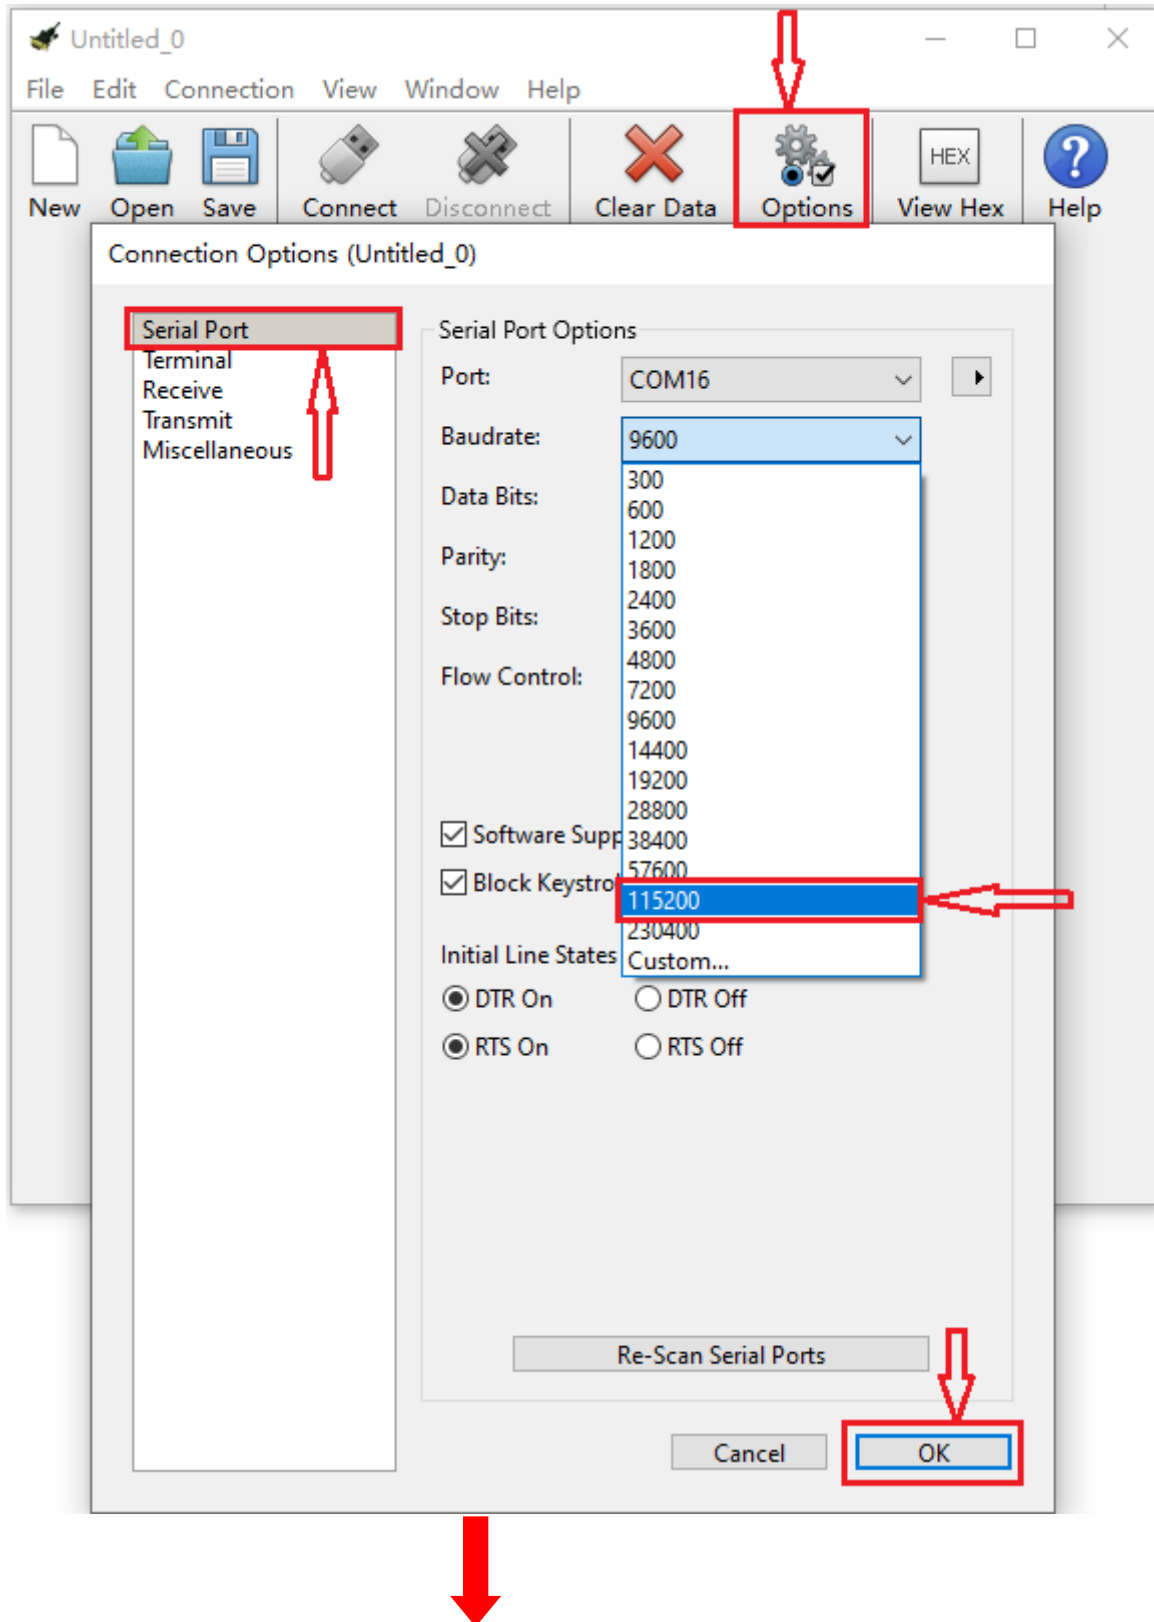 Untitled_0
File Edit Connection View Window Help
HEX
New Open Save Connect Disconnect Clear Data Options View Hex Help
Connection Options (Untitled_0)
Serial Port
Terminal
Receive
Transmit
Miscellaneous
Serial Port Options
Port: COM16
Baudrate: 9600
300
600
1200
1800
2400
3600
4800
7200
9600
14400
19200
28800
38400
57600
115200
230400
Custom...
Data Bits:
Parity:
Stop Bits:
Flow Control:
Software Supp
Block Keystro
Initial Line States
DTR On DTR Off
RTS On RTS Off
Re-Scan Serial Ports
Cancel OK